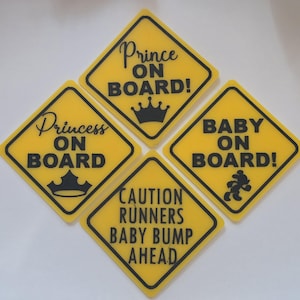 Prince
ON
BOARD!
Princess
ON
BOARD
BABY
ON
BOARD!
CAUTION
RUNNERS
BABY BUMP
AHEAD